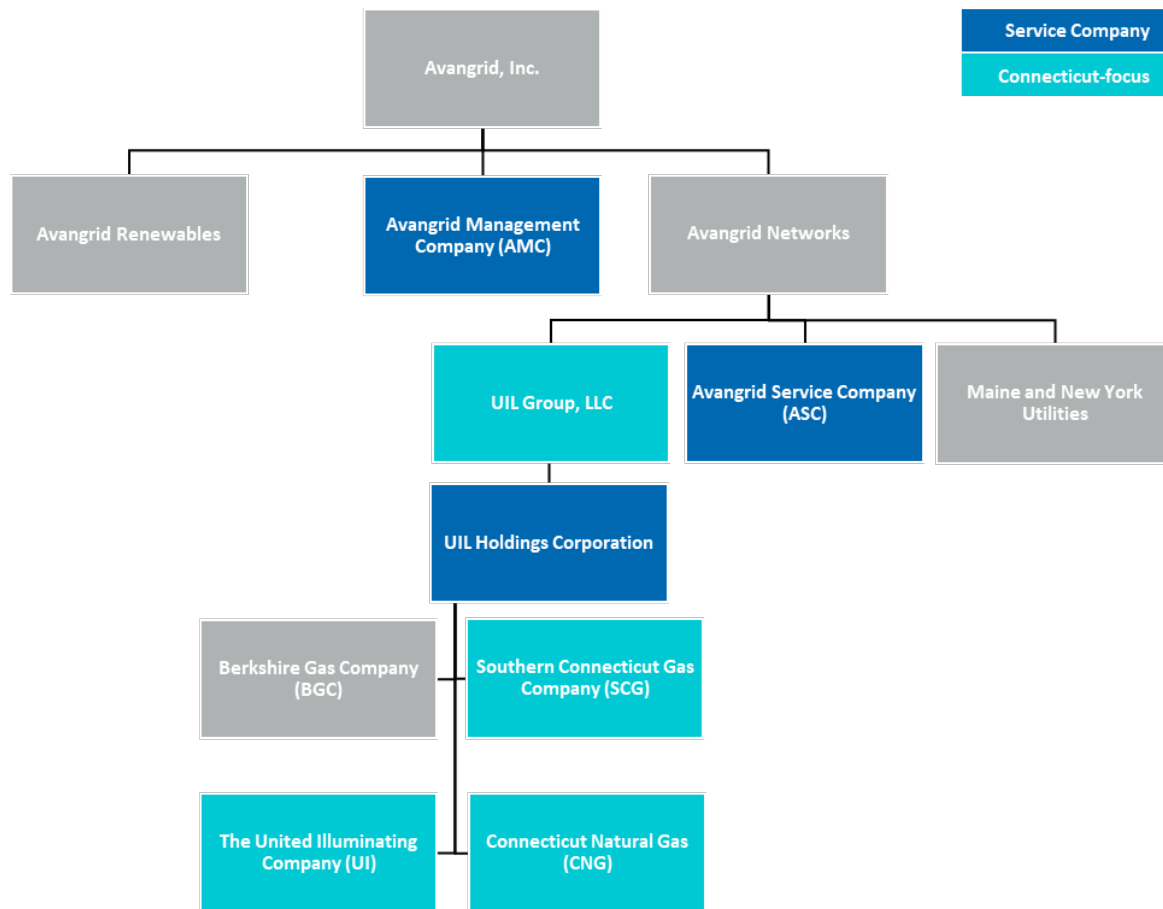 Service Company
Connecticut-focus
Avangrid, Inc.
Avangrid Renewables
Avangrid Management
Company (AMC)
Avangrid Networks
UIL Group, LLC
Avangrid Service Company
(ASC)
Maine and New York
Utilities
UIL Holdings Corporation
Berkshire Gas Company
(BGC)
Southern Connecticut Gas
Company (SCG)
The United Illuminating
Company (UI)
Connecticut Natural Gas
(CNG)